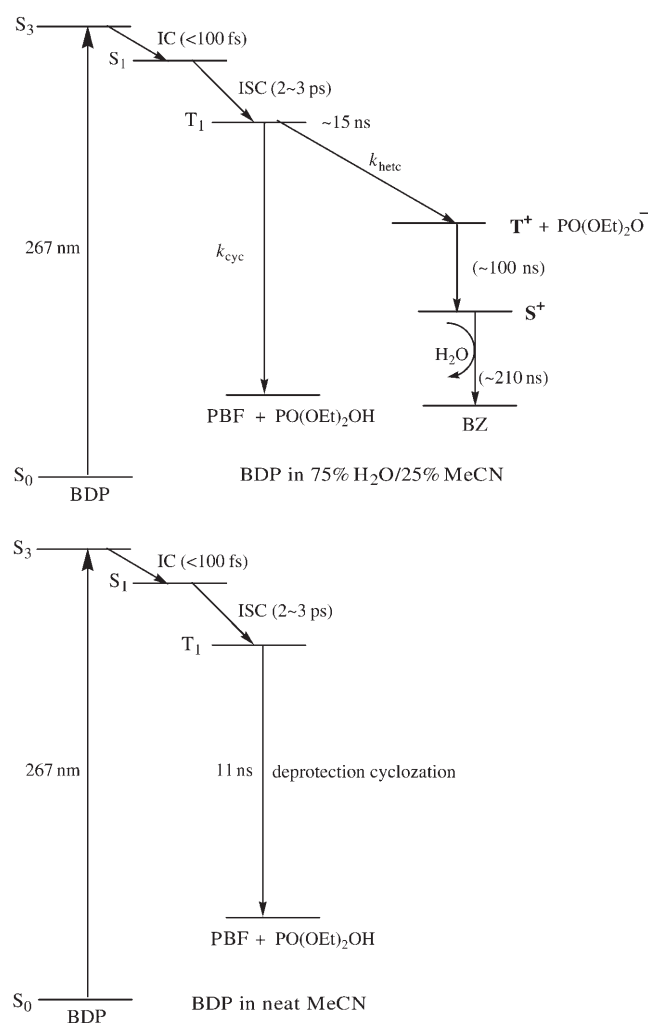 S3
IC (<100 fs)
S1
ISC (2~3 ps)
T1
~15 ns
khetc
T+ + PO(OEt)2O−
267 nm
kcyc
(~100 ns)
S+
H2O
(~210 ns)
PBF + PO(OEt)2OH
BZ
S0
BDP
BDP in 75% H2O/25% MeCN
S3
IC (<100 fs)
S1
ISC (2~3 ps)
T1
267 nm
11 ns
deprotection cyclozation
PBF + PO(OEt)2OH
S0
BDP
BDP in neat MeCN